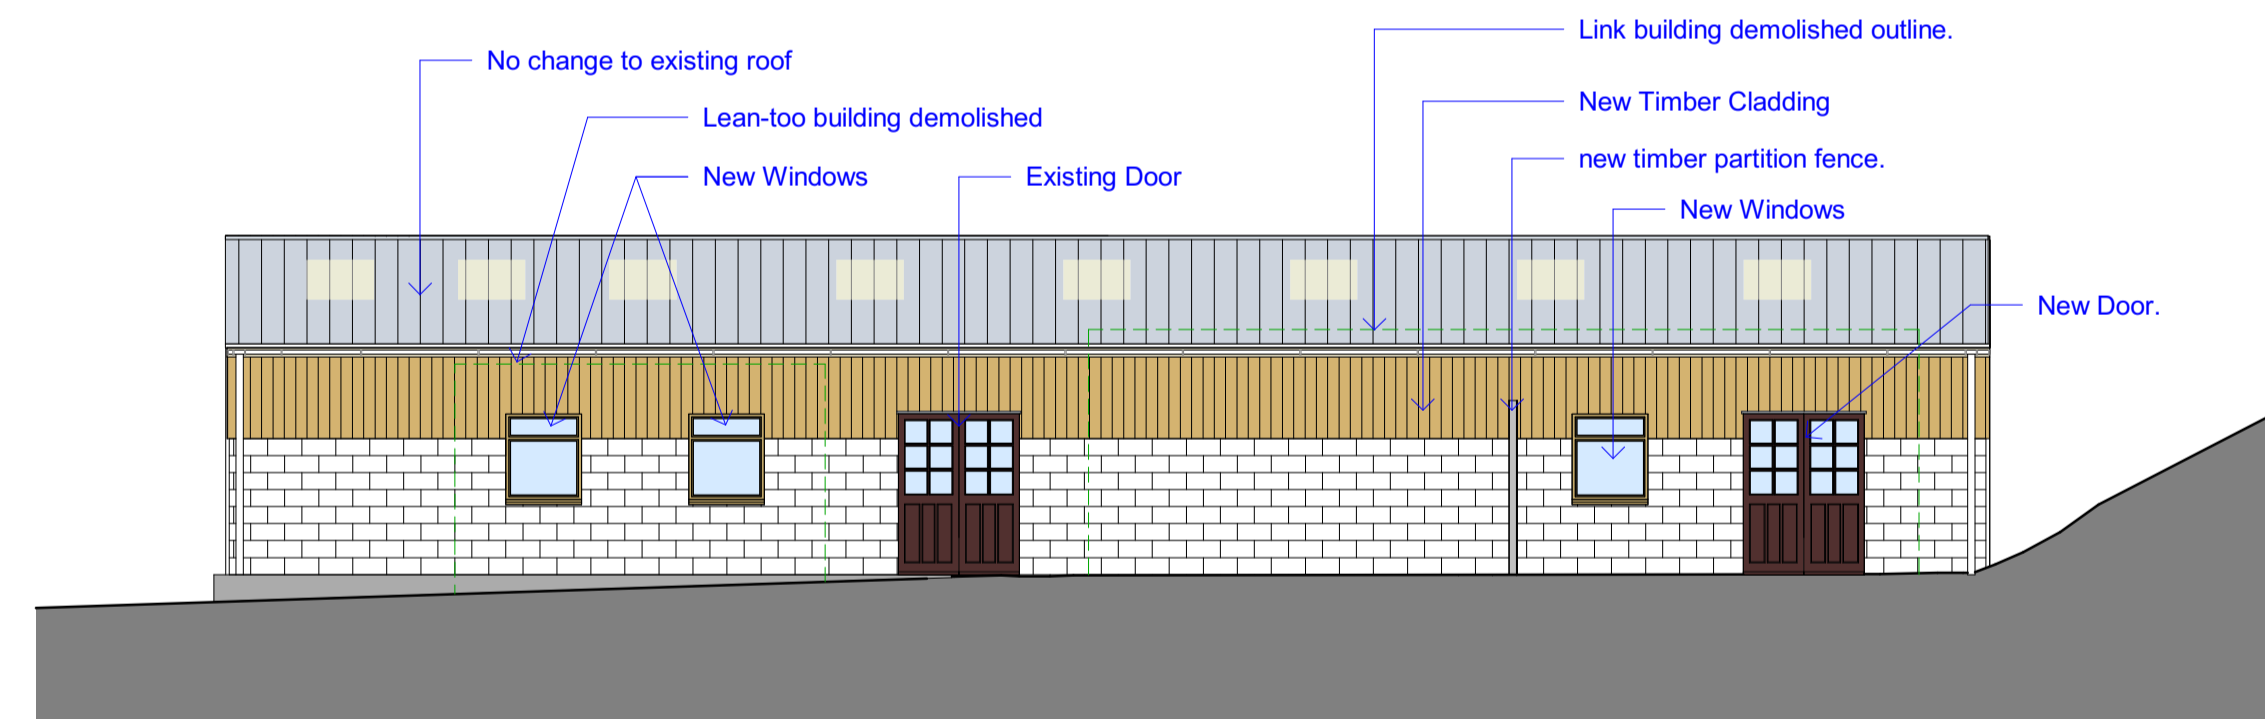 Link building demolished outline.
No change to existing roof
New Timber Cladding
Lean-too building demolished
new timber partition fence.
New Windows
Existing Door
New Windows
New Door.